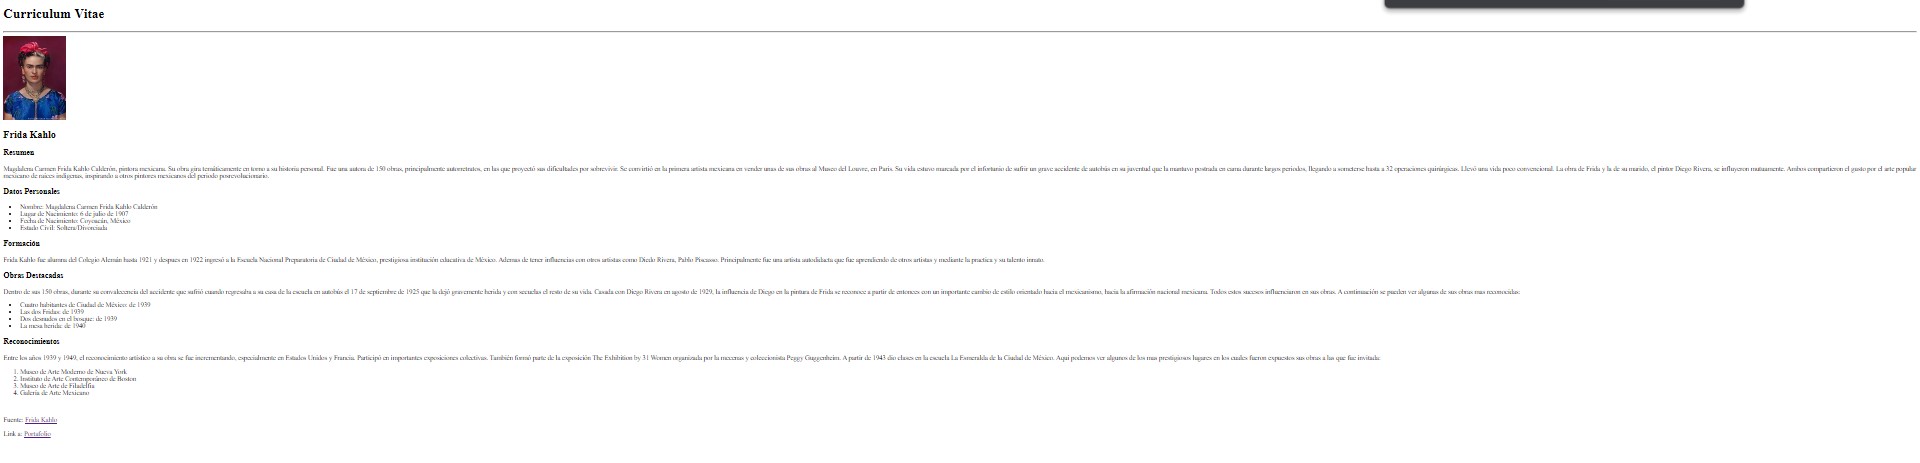 Curriculum Vitae
Frida Kahlo
Resumen
Magdalena Carmen Frida Kahlo Calderón, pintora mexicana. Su obra gira temáticamente en torno a su historia personal. Fue una autora de 150 obras, principalmente autorretratos, en las que proyectó sus dificultades por sobrevivir. Se convirtió en la primera artista mexicana en vender unas de sus obras al Museo del Louvre, en París. Su vida estuvo marcada por el infortunio de sufrir un grave accidente de autobús en su juventud que la mantuvo postrada en cama durante largos periodos, llegando a someterse hasta a 32 operaciones quirúrgicas. Llevó una vida poco convencional. La obra de Frida y la de su marido, el pintor Diego Rivera, se influyeron mutuamente. Ambos compartieron el gusto por el arte popular
mexicano de raíces indígenas, inspirando a otros pintores mexicanos del periodo posrevolucionario.
Datos Personales
Nombre: Magdalena Carmen Frida Kahlo Calderón
Lugar de Nacimiento: 6 de julio de 1907
Fecha de Nacimiento: Coyoacán, México
Estado Civil: Soltera/Divorciada
Formación
Frida Kahlo fue alumna del Colegio Alemán hasta 1921 y despues en 1922 ingresó a la Escuela Nacional Preparatoria de Ciudad de México, prestigiosa institución educativa de México. Ademas de tener influencias con otros artistas como Diedo Rivera, Pablo Piscasso. Principalmente fue una artista autodidacta que fue aprendiendo de otros artistas y mediante la practica y su talento innato.
Obras Destacadas
Dentro de sus 150 obras, durante su convalecencia del accidente que sufrió cuando regresaba a su casa de la escuela en autobús el 17 de septiembre de 1925 que la dejó gravemente herida y con secuelas el resto de su vida. Casada con Diego Rivera en agosto de 1929, la influencia de Diego en la pintura de Frida se reconoce a partir de entonces con un importante cambio de estilo orientado hacia el mexicanismo, hacia la afirmación nacional mexicana. Todos estos sucesos influenciaron en sus obras. A continuación se pueden ver algunas de sus obras mas reconocidas:
Cuatro habitantes de Ciudad de México: de 1939
Las dos Fridas: de 1939
Dos desnudos en el bosque: de 1939
La mesa herida: de 1940
Reconocimientos
Entre los años 1939 y 1949, el reconocimiento artístico a su obra se fue incrementando, especialmente en Estados Unidos y Francia. Participó en importantes exposiciones colectivas. También formó parte de la exposición The Exhibition by 31 Women organizada por la mecenas y coleccionista Peggy Guggenheim. A partir de 1943 dio clases en la escuela La Esmeralda de la Ciudad de México. Aqui podemos ver algunos de los mas prestigiosos lugares en los cuales fueron expuestos sus obras a las que fue invitada:
1. Museo de Arte Moderno de Nueva York
2. Instituto de Arte Contemporáneo de Boston
3. Museo de Arte de Filadelfia
4. Galería de Arte Mexicano
Fuente: Frida Kahlo
Link a: Portafolio